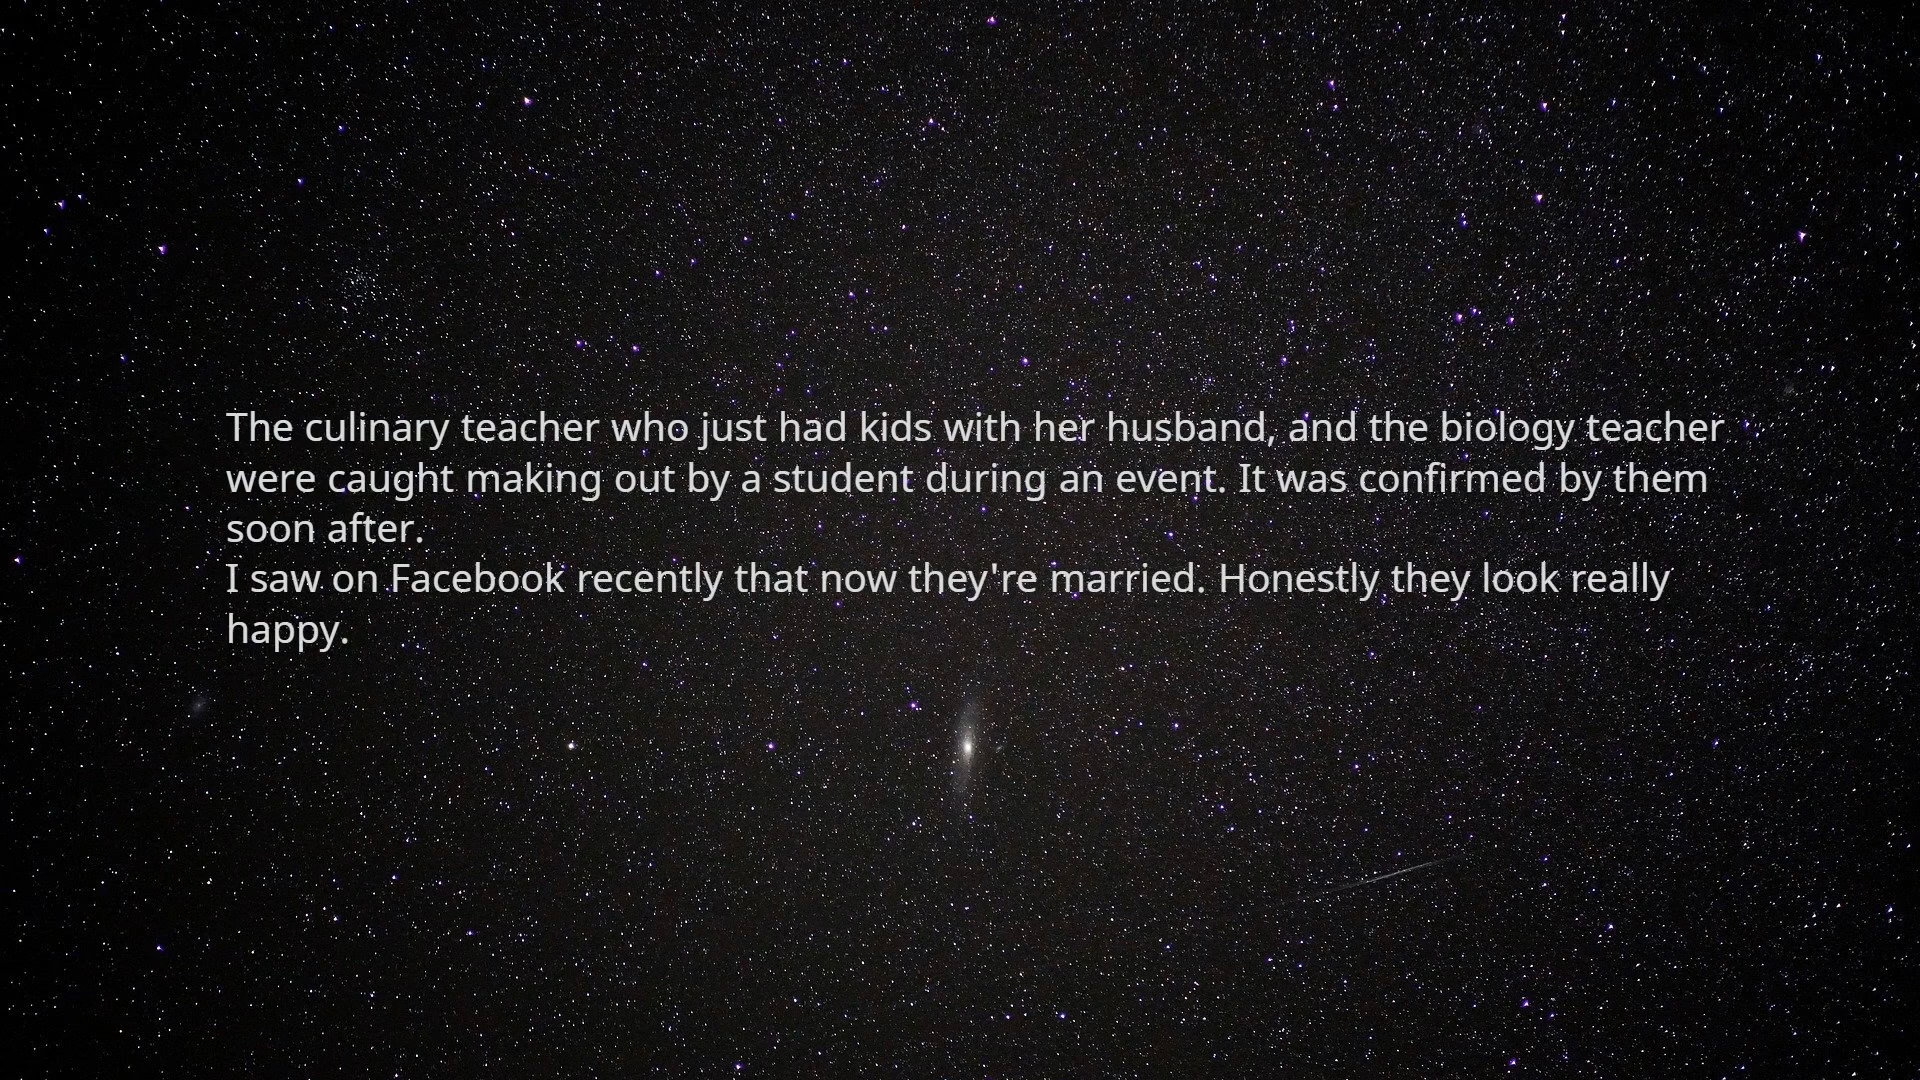 The culinary teacher who just had kids with her husband, and the biology teacher
were caught making out by a student during an event. It was confirmed by them
soon after.
I saw on Facebook recently that now they're married. Honestly they look really
happy.